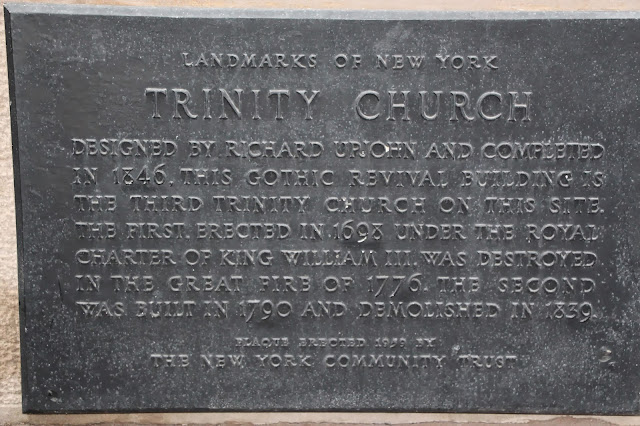 LANDMARKS OF NEW YORK
TRINITY CHURCH
DESIGNED BY RICHARD UPJOHN AND COMPLETED
IN 1846, THIS GOTHIC REVIVAL BUILDING IS
THE THIRD TRINITY CHURCH ON THIS SITE.
THE FIRST, ERECTED IN 1698 UNDER THE ROYAL
CHARTER OF KING WILLIAM III, WAS DESTROYED
IN THE GREAT FIRE OF 1776. THE SECOND
WAS BUILT IN 1790 AND DEMOLISHED IN 1839.
PLAQUE ERECTED 1959 BY
THE NEW YORK COMMUNITY TRUST